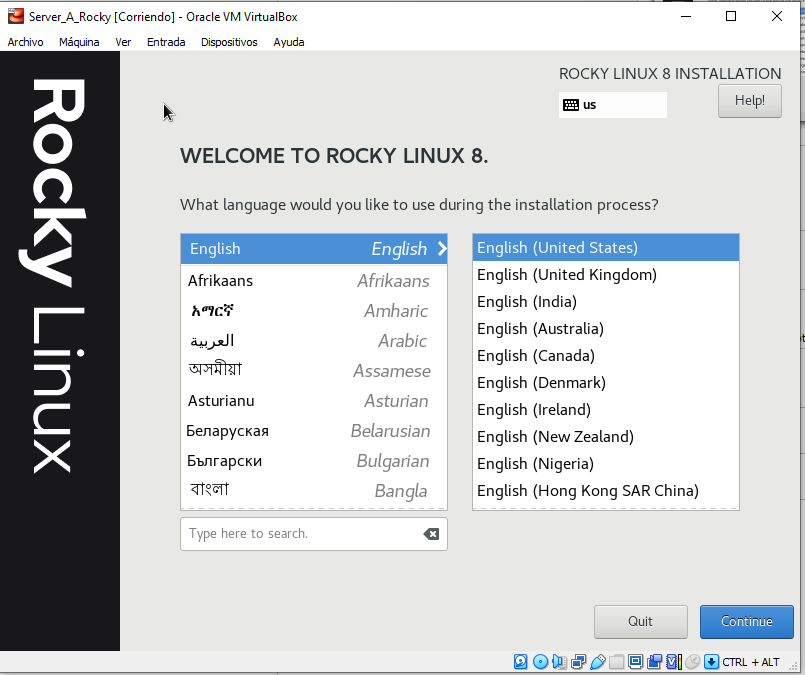 Server_A_Rocky [Corriendo] - Oracle VM VirtualBox
Archivo Máquina Ver Entrada Dispositivos Ayuda
Rocky Linux
ROCKY LINUX 8 INSTALLATION
us
Help!
WELCOME TO ROCKY LINUX 8.
What language would you like to use during the installation process?
English English
Afrikaans Afrikaans
አማርኛ Amharic
العربية Arabic
অসমীয়া Assamese
Asturianu Asturian
Беларуская Belarusian
Български Bulgarian
বাংলা Bangla
Type here to search.
English (United States)
English (United Kingdom)
English (India)
English (Australia)
English (Canada)
English (Denmark)
English (Ireland)
English (New Zealand)
English (Nigeria)
English (Hong Kong SAR China)
Quit Continue
CTRL + ALT